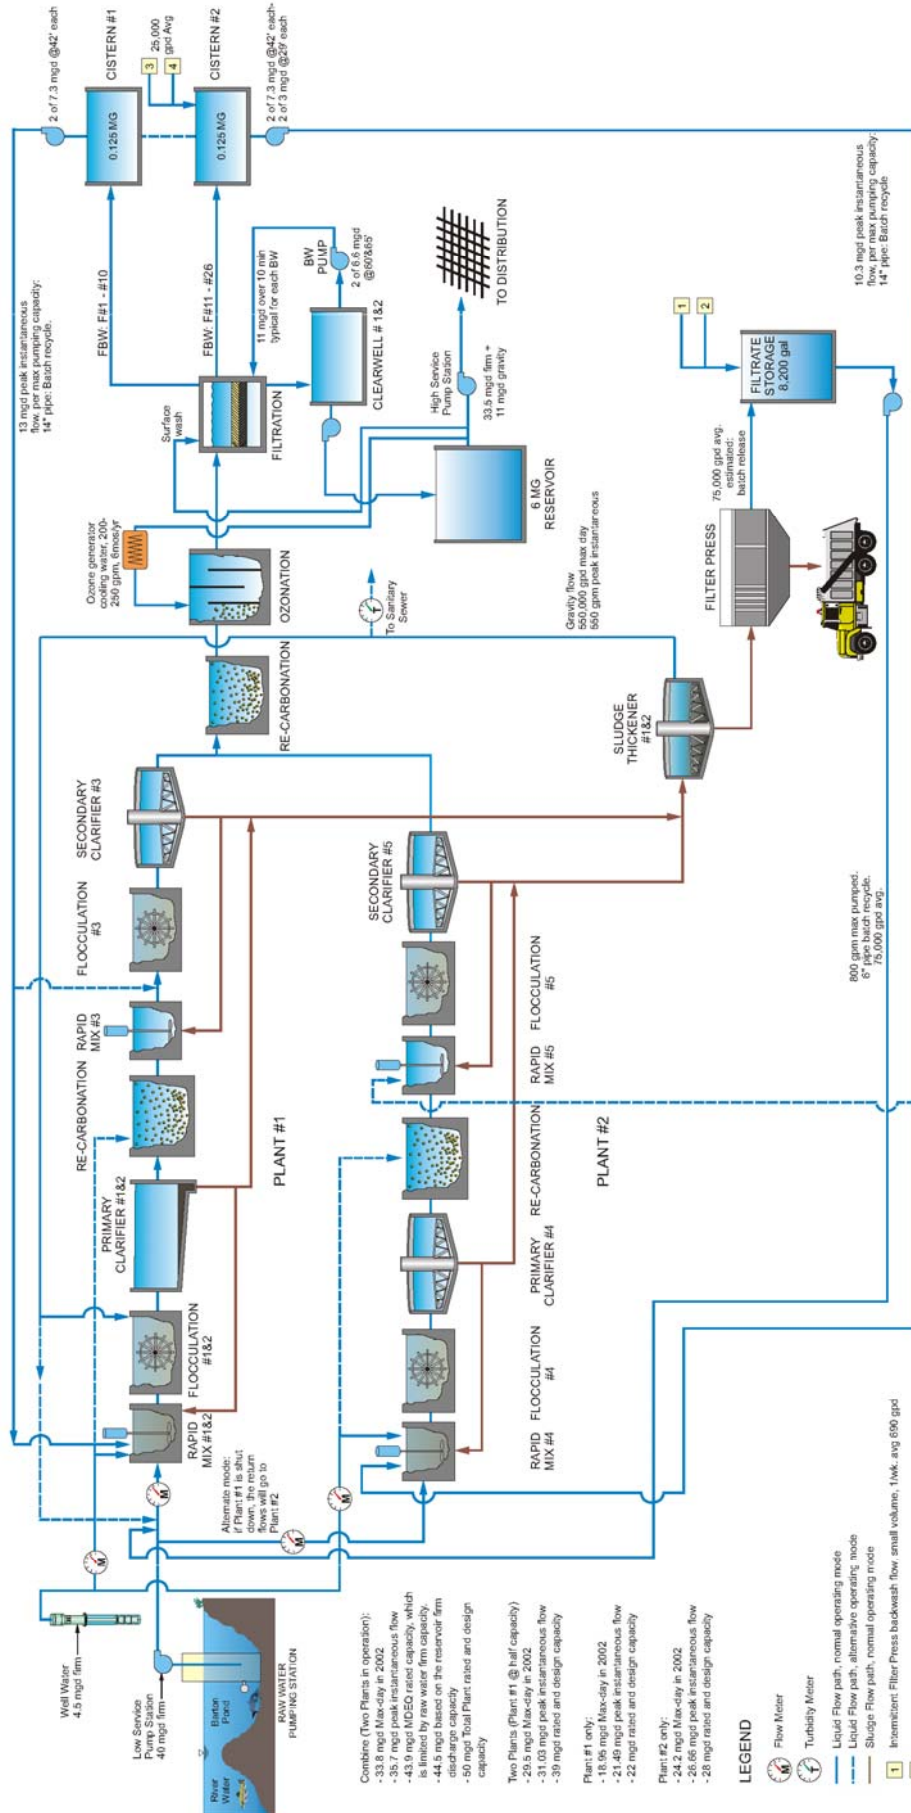 Well Water
4.5 mgd firm
Low Service
Pump Station
40 mgd firm
River
Water
Barton
Pond
RAW WATER
PUMPING STATION
M
M
M
Alternate mode:
if Plant #1 is shut
down, the return
flows will go to
Plant #2
RAPID
MIX #1&2
FLOCCULATION
#1&2
PRIMARY
CLARIFIER #1&2
RE-CARBONATION
RAPID
MIX #3
FLOCCULATION
#3
SECONDARY
CLARIFIER #3
PLANT #1
RE-CARBONATION
OZONATION
Ozone generator
cooling water, 200-
250 gpm, 6mos/yr
Surface
wash
FILTRATION
13 mgd peak instantaneous
flow, per max pumping capacity:
14" pipe: Batch recycle.
FBW: F#1 - #10
FBW: F#11 - #26
2 of 7.3 mgd @42' each
CISTERN #1
0.125 MG
3
4
25,000
gpd Avg
CISTERN #2
0.125 MG
2 of 7.3 mgd @42' each-
2 of 3 mgd @29' each
11 mgd over 10 min
typical for each BW
BW
PUMP
2 of 6.6 mgd
@60'&65'
CLEARWELL # 1&2
High Service
Pump Station
33.5 mgd firm +
11 mgd gravity
TO DISTRIBUTION
6 MG
RESERVOIR
T
To Sanitary
Sewer
Gravity flow
550,000 gpd max day
550 gpm peak instantaneous
RAPID
MIX #4
FLOCCULATION
#4
PRIMARY
CLARIFIER #4
RE-CARBONATION
RAPID
MIX #5
FLOCCULATION
#5
SECONDARY
CLARIFIER #5
PLANT #2
SLUDGE
THICKENER
#1&2
FILTER PRESS
75,000 gpd avg.
estimated:
batch release
1
2
FILTRATE
STORAGE
8,200 gal
10.3 mgd peak instantaneous
flow, per max pumping capacity:
14" pipe: Batch recycle
800 gpm max pumped.
6" pipe batch recycle.
75,000 gpd avg.
Combine (Two Plants in operation):
- 33.8 mgd Max-day in 2002
- 35.7 mgd peak instantaneous flow
- 43.9 mgd MDEQ rated capacity, which
is limited by raw water firm capacity.
- 44.5 mgd based on the reservoir firm
discharge capacity
- 50 mgd Total Plant rated and design
capacity
Two Plants (Plant #1 @ half capacity)
- 29.5 mgd Max-day in 2002
- 31.03 mgd peak instantaneous flow
- 39 mgd rated and design capacity
Plant #1 only:
- 18.95 mgd Max-day in 2002
- 21.49 mgd peak instantaneous flow
- 22 mgd rated and design capacity
Plant #2 only:
- 24.2 mgd Max-day in 2002
- 26.66 mgd peak instantaneous flow
- 28 mgd rated and design capacity
LEGEND
M Flow Meter
T Turbidity Meter
Liquid Flow path, normal operating mode
Liquid Flow path, alternative operating mode
Sludge Flow path, normal operating mode
1 Intermittent Filter Press backwash flow, small volume, 1/wk. avg 690 gpd